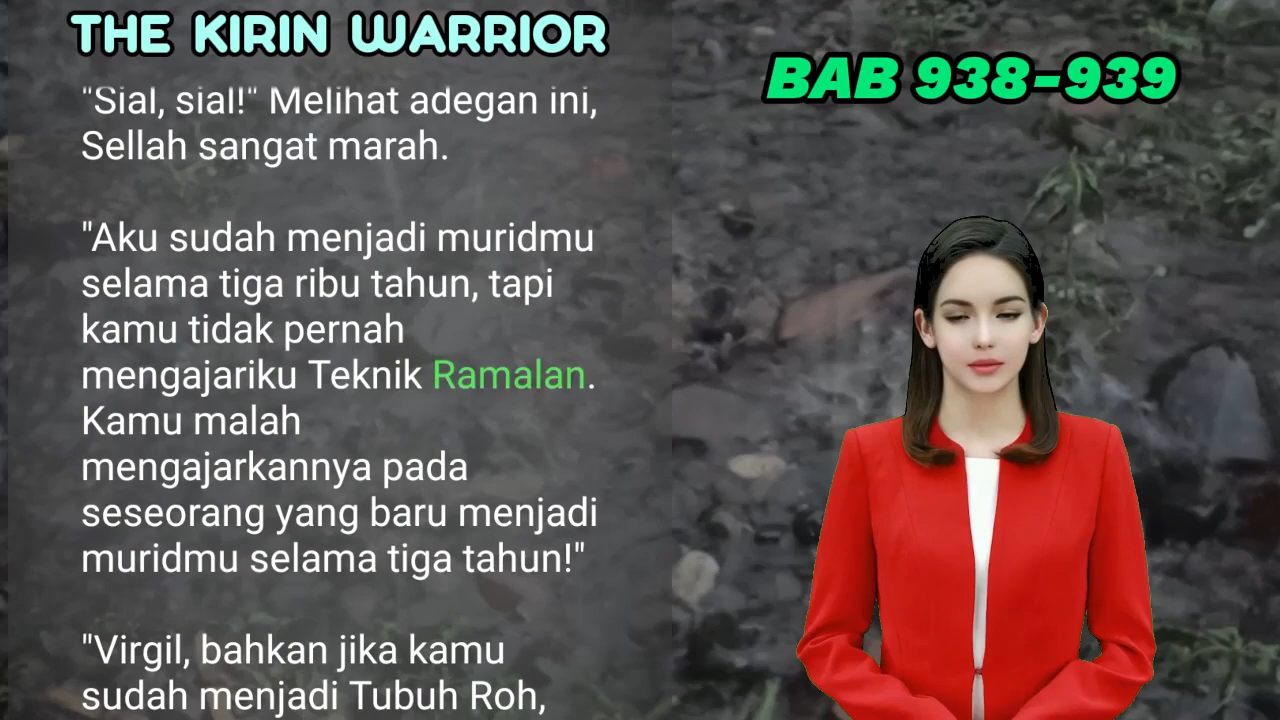 THE KIRIN WARRIOR
BAB 938-939
"Sial, sial!" Melihat adegan ini,
Sellah sangat marah.
"Aku sudah menjadi muridmu
selama tiga ribu tahun, tapi
kamu tidak pernah
mengajariku Teknik Ramalan.
Kamu malah
mengajarkannya pada
seseorang yang baru menjadi
muridmu selama tiga tahun!"
"Virgil, bahkan jika kamu
sudah menjadi Tubuh Roh,